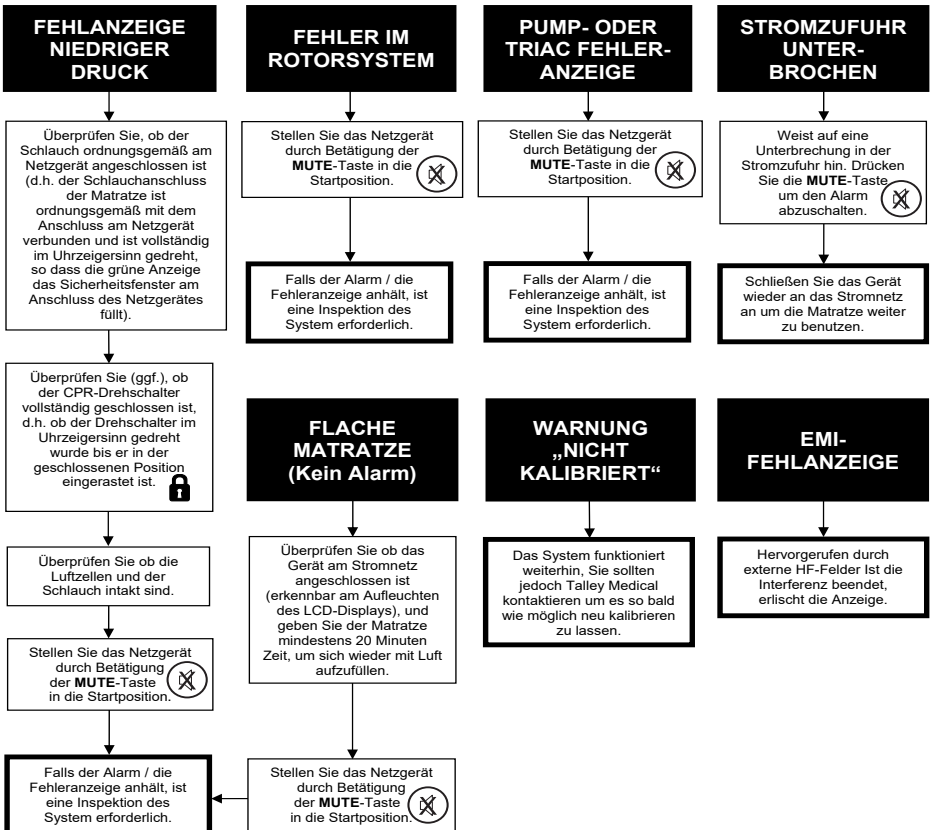 FEHLANZEIGE
NIEDRIGER
DRUCK
Überprüfen Sie, ob der
Schlauch ordnungsgemäß am
Netzgerät angeschlossen ist
(d.h. der Schlauchanschluss
der Matratze ist
ordnungsgemäß mit dem
Anschluss am Netzgerät
verbunden und ist vollständig
im Uhrzeigersinn gedreht,
so dass die grüne Anzeige
das Sicherheitsfenster am
Anschluss des Netzgerätes
füllt).
Überprüfen Sie (ggf.), ob
der CPR-Drehschalter
vollständig geschlossen ist,
d.h. ob der Drehschalter im
Uhrzeigersinn gedreht
wurde bis er in der
geschlossenen Position
eingerastet ist.
Überprüfen Sie ob die
Luftzellen und der
Schlauch intakt sind.
Stellen Sie das Netzgerät
durch Betätigung
der MUTE-Taste
in die Startposition.
Falls der Alarm / die
Fehleranzeige anhält, ist
eine Inspektion des
System erforderlich.
FEHLER IM
ROTORSYSTEM
Stellen Sie das Netzgerät
durch Betätigung der
MUTE-Taste in die
Startposition.
Falls der Alarm / die
Fehleranzeige anhält, ist
eine Inspektion des
System erforderlich.
PUMP- ODER
TRIAC FEHLER-
ANZEIGE
Stellen Sie das Netzgerät
durch Betätigung der
MUTE-Taste in die
Startposition.
Falls der Alarm / die
Fehleranzeige anhält, ist
eine Inspektion des
System erforderlich.
STROMZUFUHR
UNTER-
BROCHEN
Weist auf eine
Unterbrechung in der
Stromzufuhr hin. Drücken
Sie die MUTE-Taste
um den Alarm
abzuschalten.
Schließen Sie das Gerät
wieder an das Stromnetz
an um die Matratze weiter
zu benutzen.
FLACHE
MATRATZE
(Kein Alarm)
Überprüfen Sie ob das
Gerät am Stromnetz
angeschlossen ist
(erkennbar am Aufleuchten
des LCD-Displays), und
geben Sie der Matratze
mindestens 20 Minuten
Zeit, um sich wieder mit Luft
aufzufüllen.
Stellen Sie das Netzgerät
durch Betätigung
der MUTE-Taste
in die Startposition.
WARNUNG
„NICHT
KALIBRIERT“
Das System funktioniert
weiterhin, Sie sollten
jedoch Talley Medical
kontaktieren um es so bald
wie möglich neu kalibrieren
zu lassen.
EMI-
FEHLANZEIGE
Hervorgerufen durch
externe HF-Felder Ist die
Interferenz beendet,
erlischt die Anzeige.